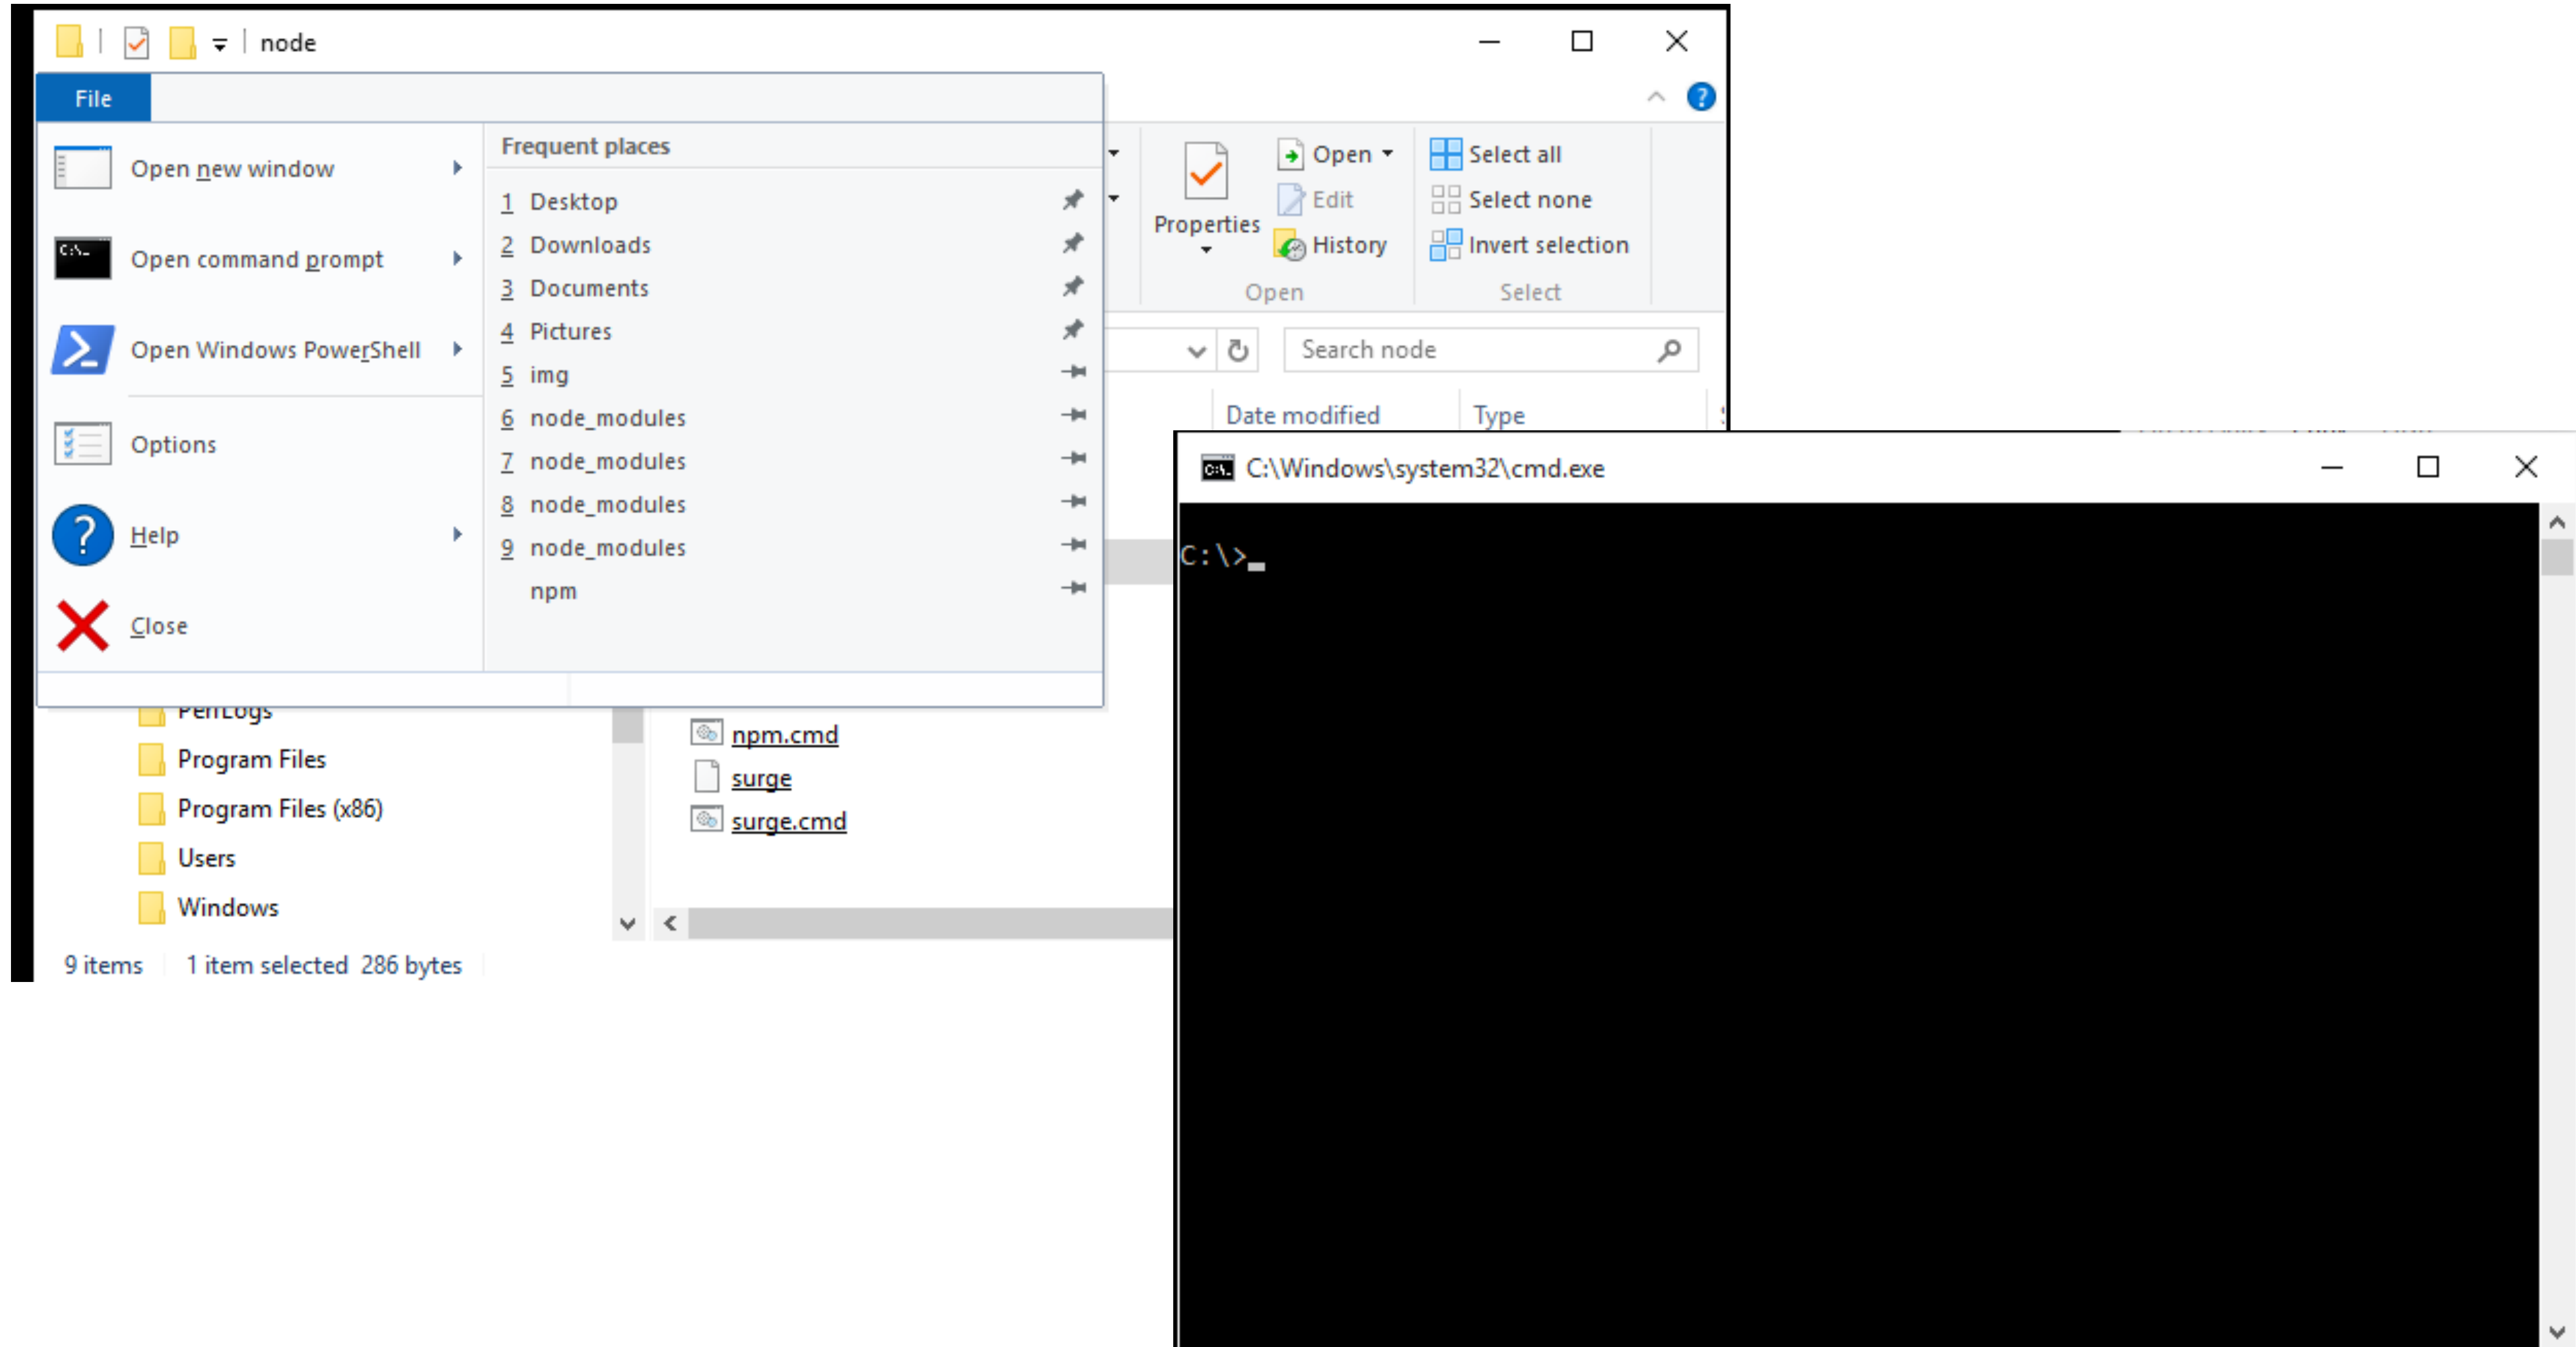 node
File
Open new window
Open command prompt
Open Windows PowerShell
Options
Help
Close
Frequent places
1 Desktop
2 Downloads
3 Documents
4 Pictures
5 img
6 node_modules
7 node_modules
8 node_modules
9 node_modules
npm
Properties
Open
Edit
History
Open
Select all
Select none
Invert selection
Select
Search node
Date modified
Type
PerfLogs
Program Files
Program Files (x86)
Users
Windows
npm.cmd
surge
surge.cmd
9 items
1 item selected 286 bytes
C:\Windows\system32\cmd.exe
C:\>